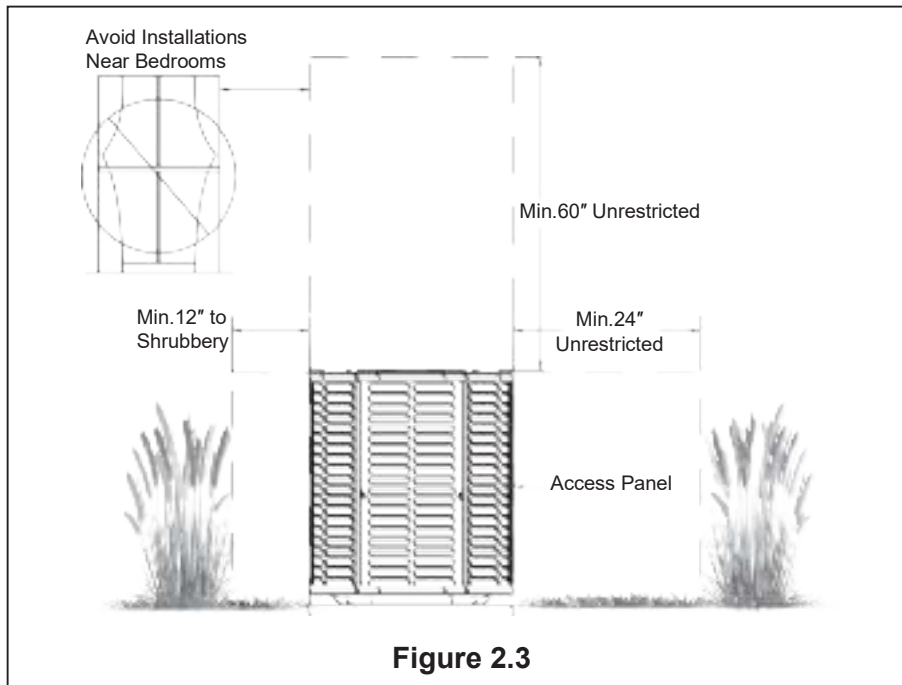 Avoid Installations
Near Bedrooms
Min.60″ Unrestricted
Min.12″ to
Shrubbery
Min.24″
Unrestricted
Access Panel
Figure 2.3